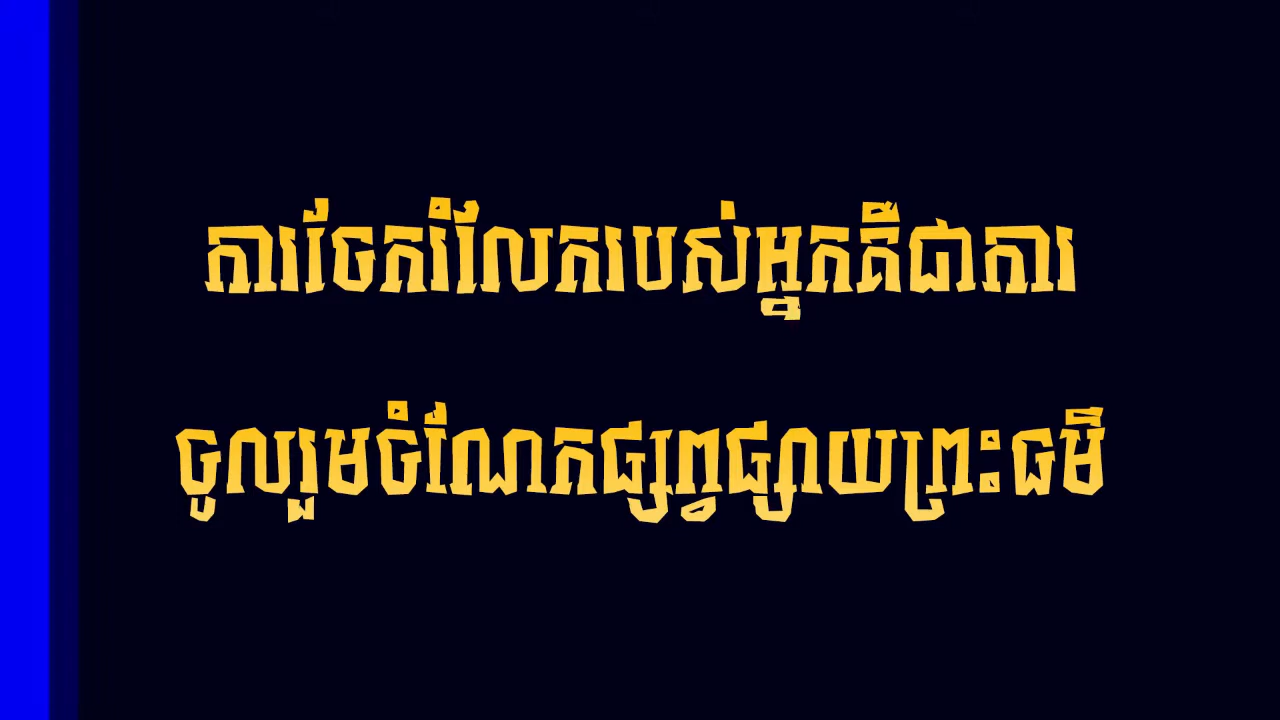 ការចែករំលែករបស់អ្នកគឺជាការ
ចូលរួមចំណែកផ្សព្វផ្សាយព្រះធម៌